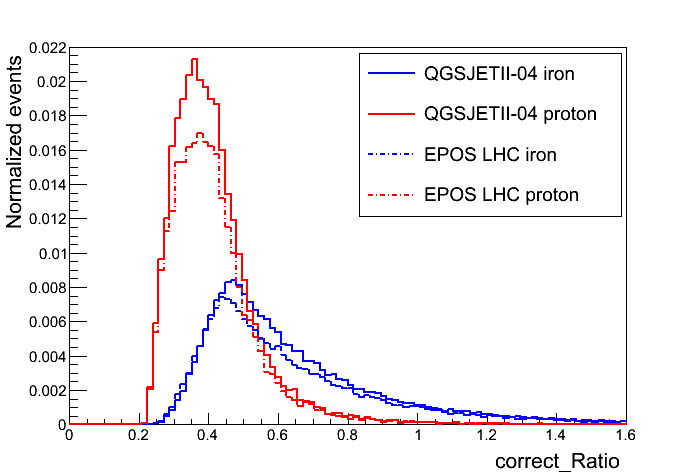 Normalized events
0.022
0.02
0.018
0.016
0.014
0.012
0.01
0.008
0.006
0.004
0.002
0
QGSJETII-04 iron
QGSJETII-04 proton
EPOS LHC iron
EPOS LHC proton
0 0.2 0.4 0.6 0.8 1 1.2 1.4 1.6
correct_Ratio